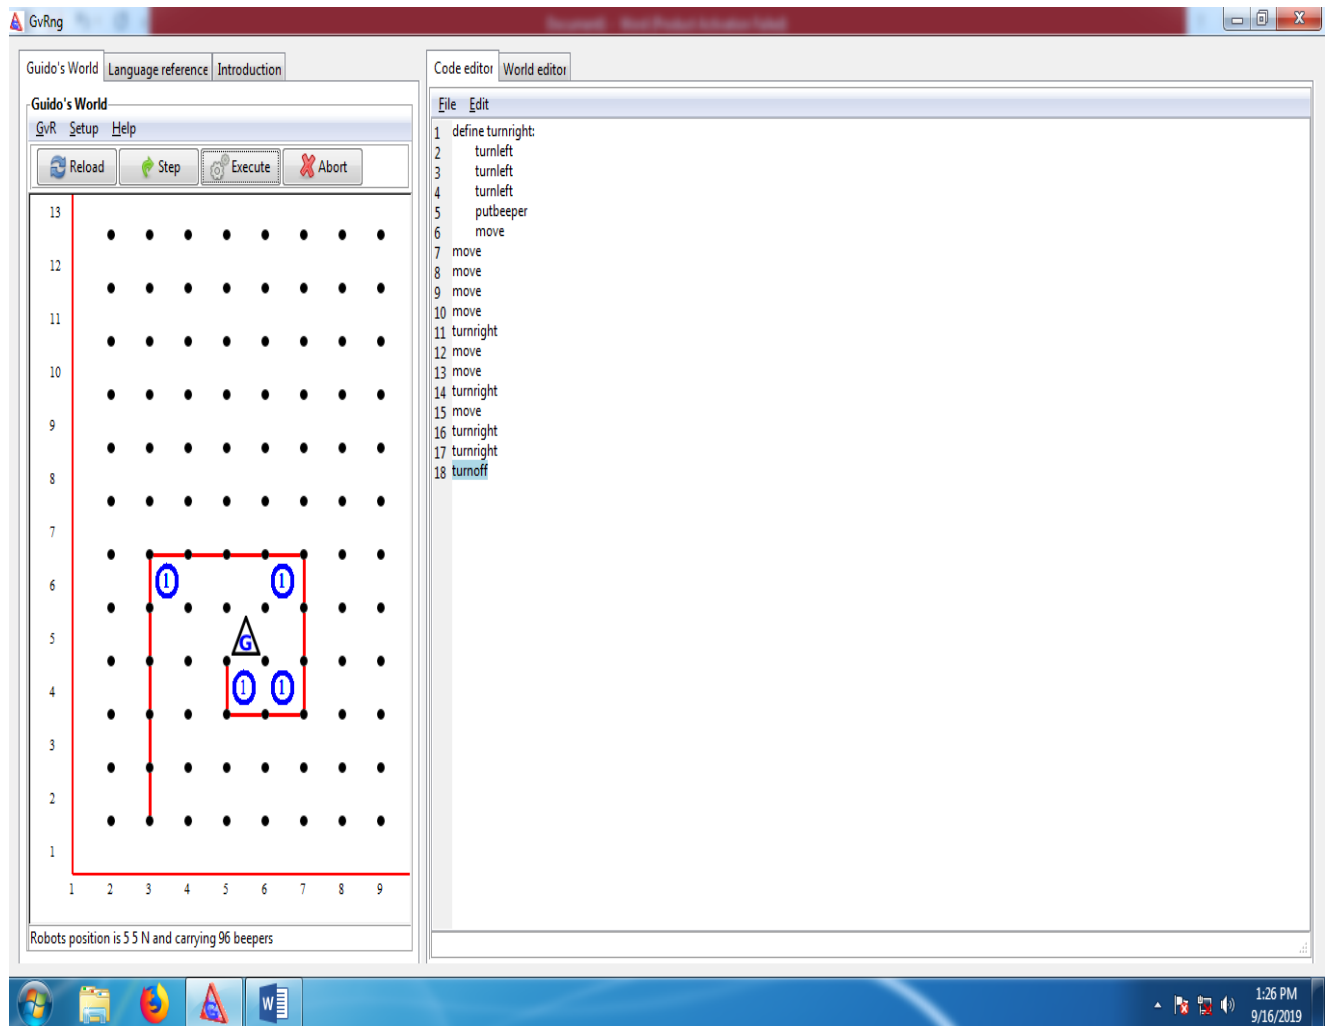 GvRng
Document1 - Word (Product Activation Failed)
Guido's World Language reference Introduction
Guido's World
GvR Setup Help
Reload Step Execute Abort
13
12
11
10
9
8
7
6
5
4
3
2
1
1 1
G
1 1
1 2 3 4 5 6 7 8 9
Robots position is 5 5 N and carrying 96 beepers
Code editor World editor
File Edit
1 define turnright:
2 turnleft
3 turnleft
4 turnleft
5 putbeeper
6 move
7 move
8 move
9 move
10 move
11 turnright
12 move
13 move
14 turnright
15 move
16 turnright
17 turnright
18 turnoff
1:26 PM
9/16/2019